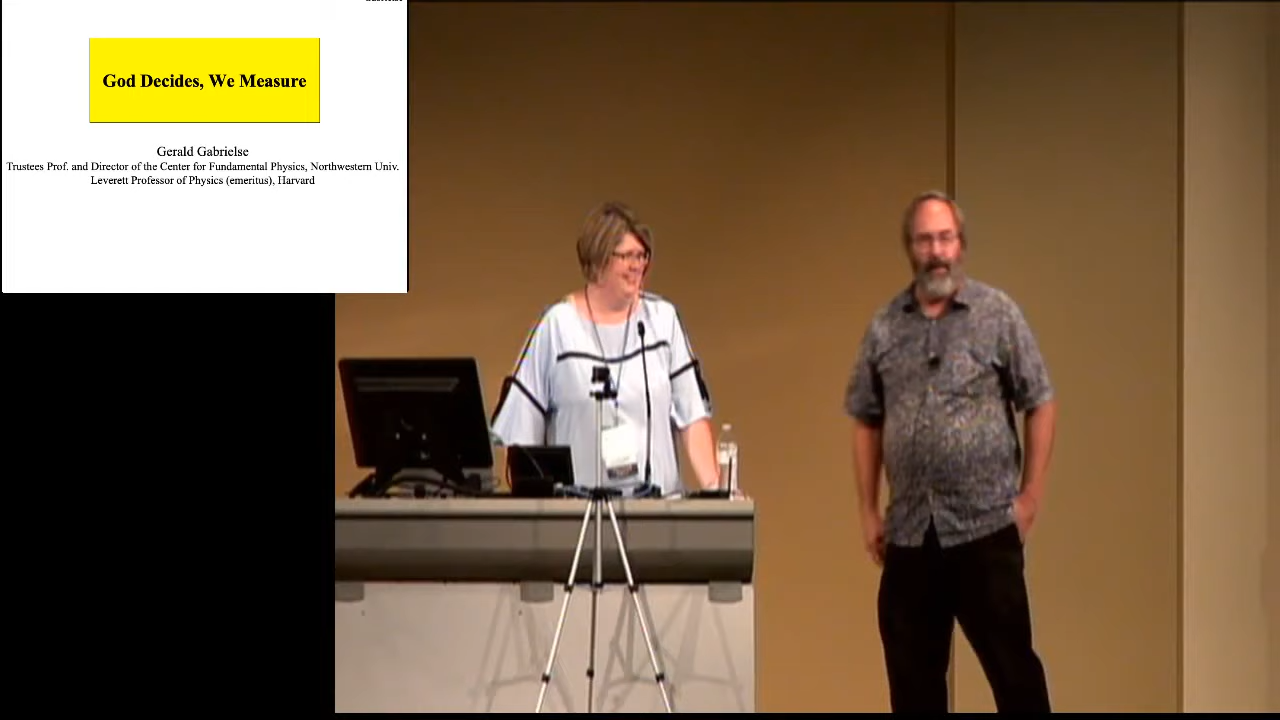 God Decides, We Measure
Gerald Gabrielse
Trustees Prof. and Director of the Center for Fundamental Physics, Northwestern Univ.
Leverett Professor of Physics (emeritus), Harvard